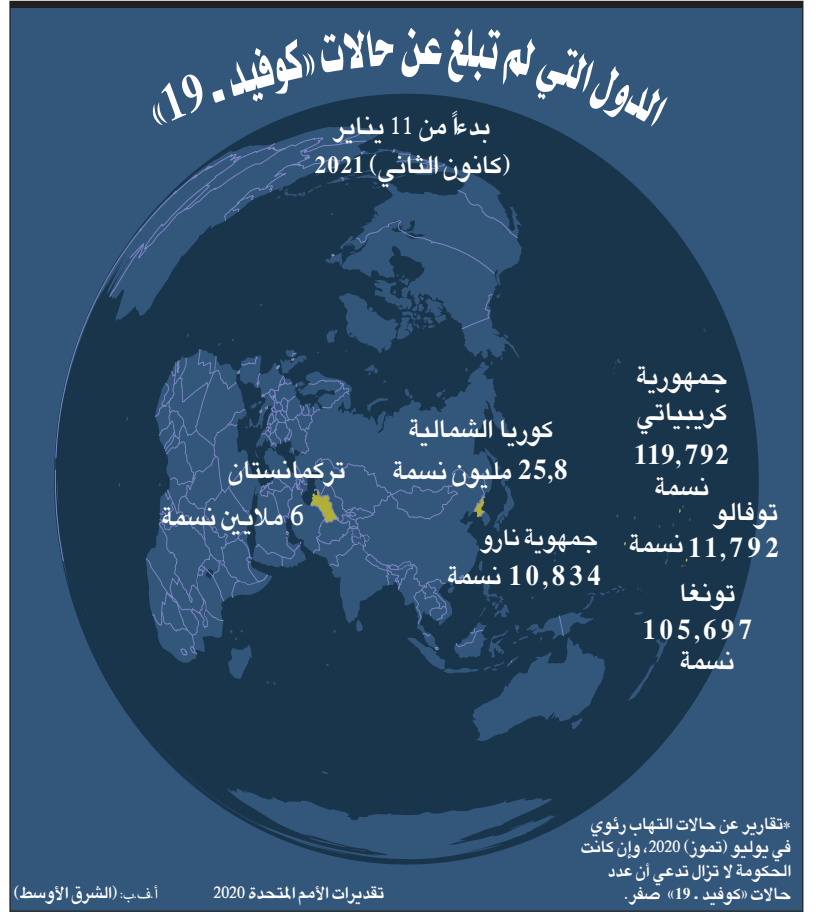 الدول التي لم تبلغ عن حالات «كوفيد ـ 19»
بدءاً من 11 يناير
(كانون الثاني) 2021
جمهورية
كريبياتي
119,792
نسمة
كوريا الشمالية
25,8 مليون نسمة
تركمانستان
6 ملايين نسمة
توفالو
11,792 نسمة
جمهوية نارو
10,834 نسمة
تونغا
105,697
نسمة
*تقارير عن حالات التهاب رئوي
في يوليو (تموز) 2020، وإن كانت
الحكومة لا تزال تدعي أن عدد
حالات «كوفيد ـ 19» صفر.
تقديرات الأمم المتحدة 2020
أ.ف.ب: (الشرق الأوسط)